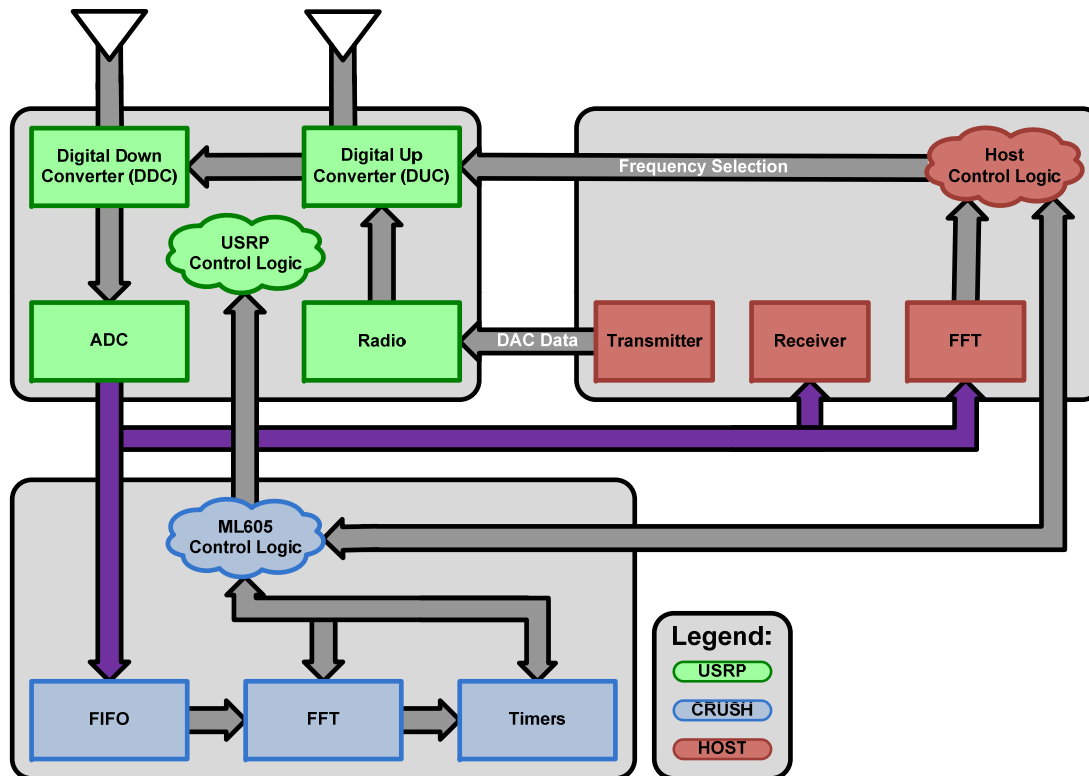 Digital Down
Converter (DDC)
Digital Up
Converter (DUC)
Frequency Selection
Host
Control Logic
USRP
Control Logic
ADC
Radio
DAC Data
Transmitter
Receiver
FFT
ML605
Control Logic
FIFO
FFT
Timers
Legend:
USRP
CRUSH
HOST